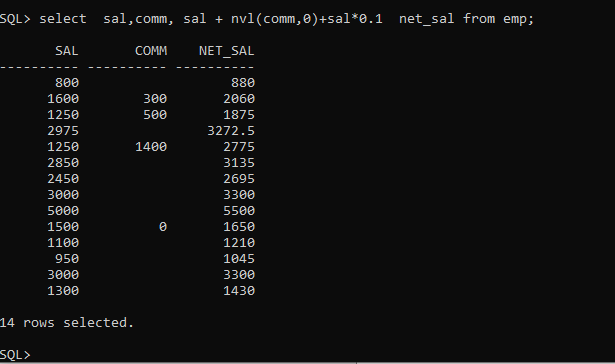 SQL> select  sal,comm, sal + nvl(comm,0)+sal*0.1  net_sal from emp;
       SAL       COMM    NET_SAL
---------- ---------- ----------
       800                   880
      1600        300       2060
      1250        500       1875
      2975                3272.5
      1250       1400       2775
      2850                  3135
      2450                  2695
      3000                  3300
      5000                  5500
      1500          0       1650
      1100                  1210
       950                  1045
      3000                  3300
      1300                  1430
14 rows selected.
SQL>